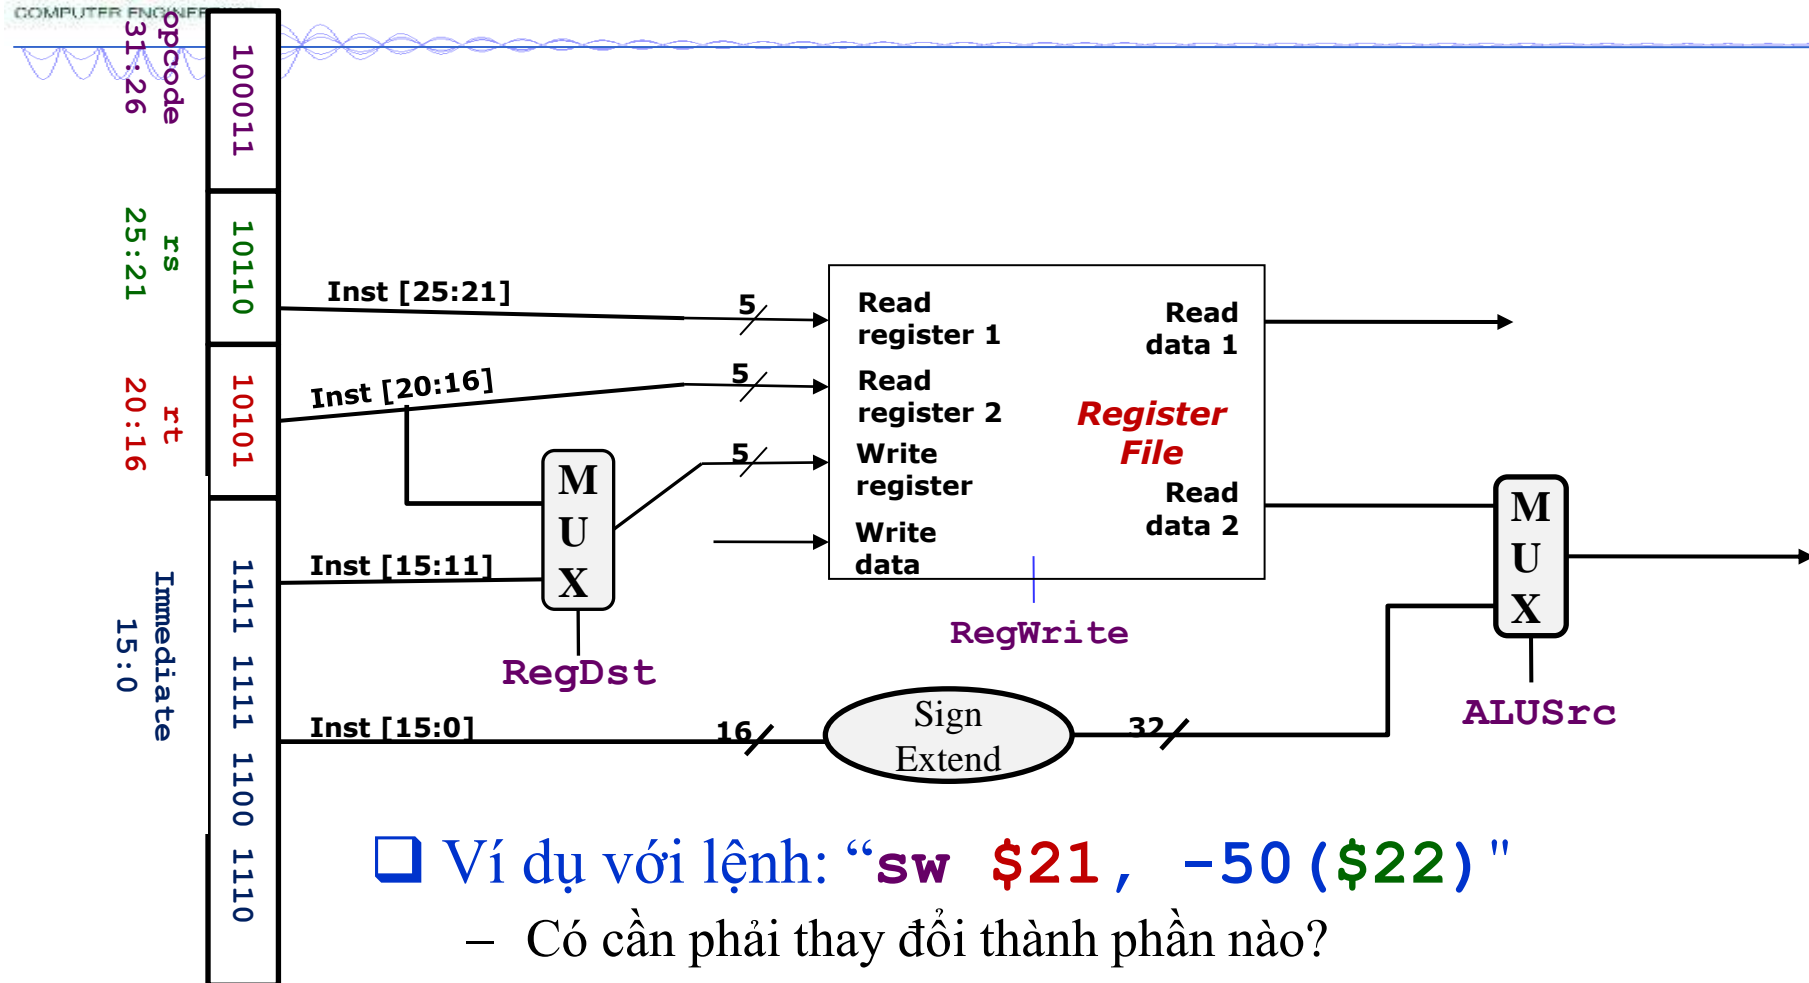 COMPUTER ENGINE
opcode
31:26
100011
rs
25:21
10110
rt
20:16
10101
Immediate
15:0
1111 1111 1100 1110
Inst [25:21]
5
Inst [20:16]
5
5
Inst [15:11]
M
U
X
RegDst
Read
register 1
Read
register 2
Write
register
Write
data
Read
data 1
Register
File
Read
data 2
RegWrite
M
U
X
ALUSrc
Inst [15:0]
16
Sign
Extend
32
❑ Ví dụ với lệnh: “sw $21, -50($22)"
– Có cần phải thay đổi thành phần nào?